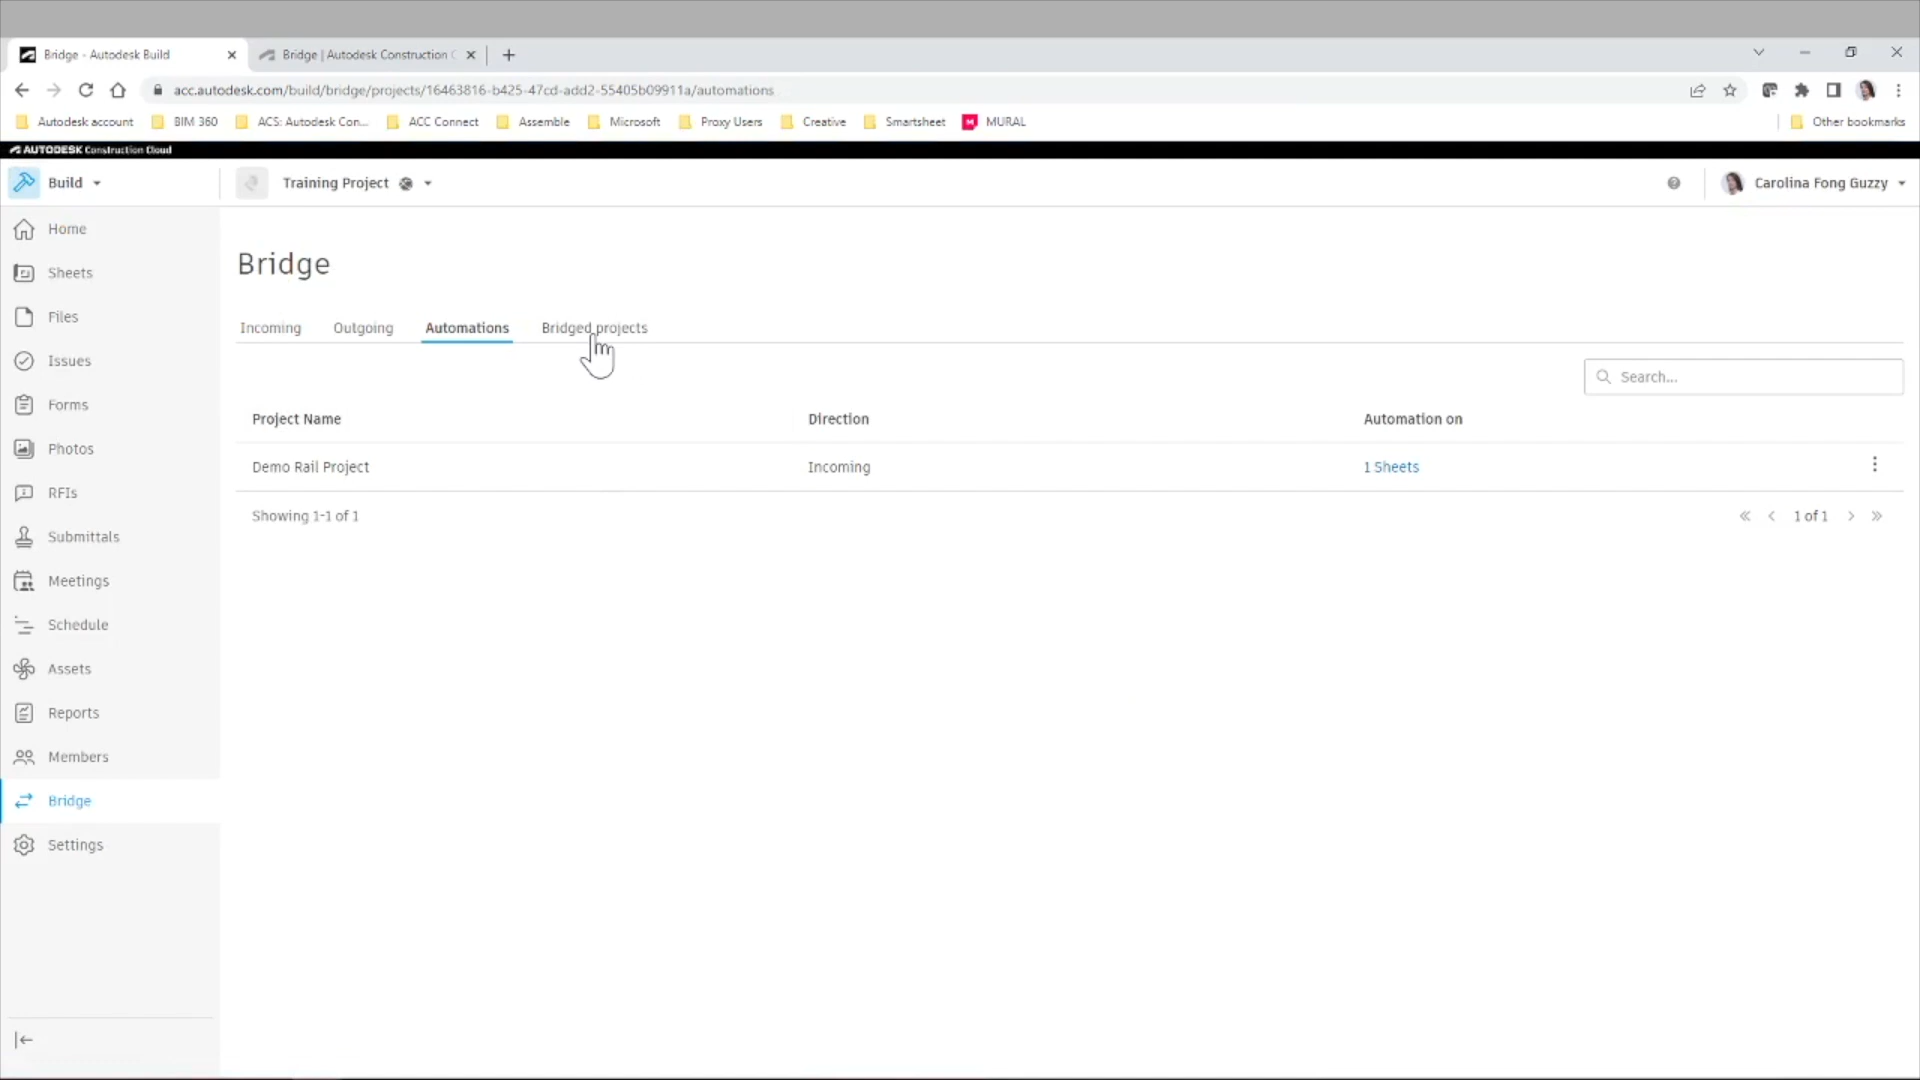 Bridge - Autodesk Build
Bridge | Autodesk Construction C
acc.autodesk.com/build/bridge/projects/16463816-b425-47cd-add2-55405b09911a/automations
Autodesk account BIM 360 ACS: Autodesk Con... ACC Connect Assemble Microsoft Proxy Users Creative Smartsheet MURAL Other bookmarks
AUTODESK Construction Cloud
Build Training Project Carolina Fong Guzzy
Home
Sheets
Files
Issues
Forms
Photos
RFIs
Submittals
Meetings
Schedule
Assets
Reports
Members
Bridge
Settings
Bridge
Incoming Outgoing Automations Bridged projects
Search...
Project Name Direction Automation on
Demo Rail Project Incoming 1 Sheets
Showing 1-1 of 1 1 of 1